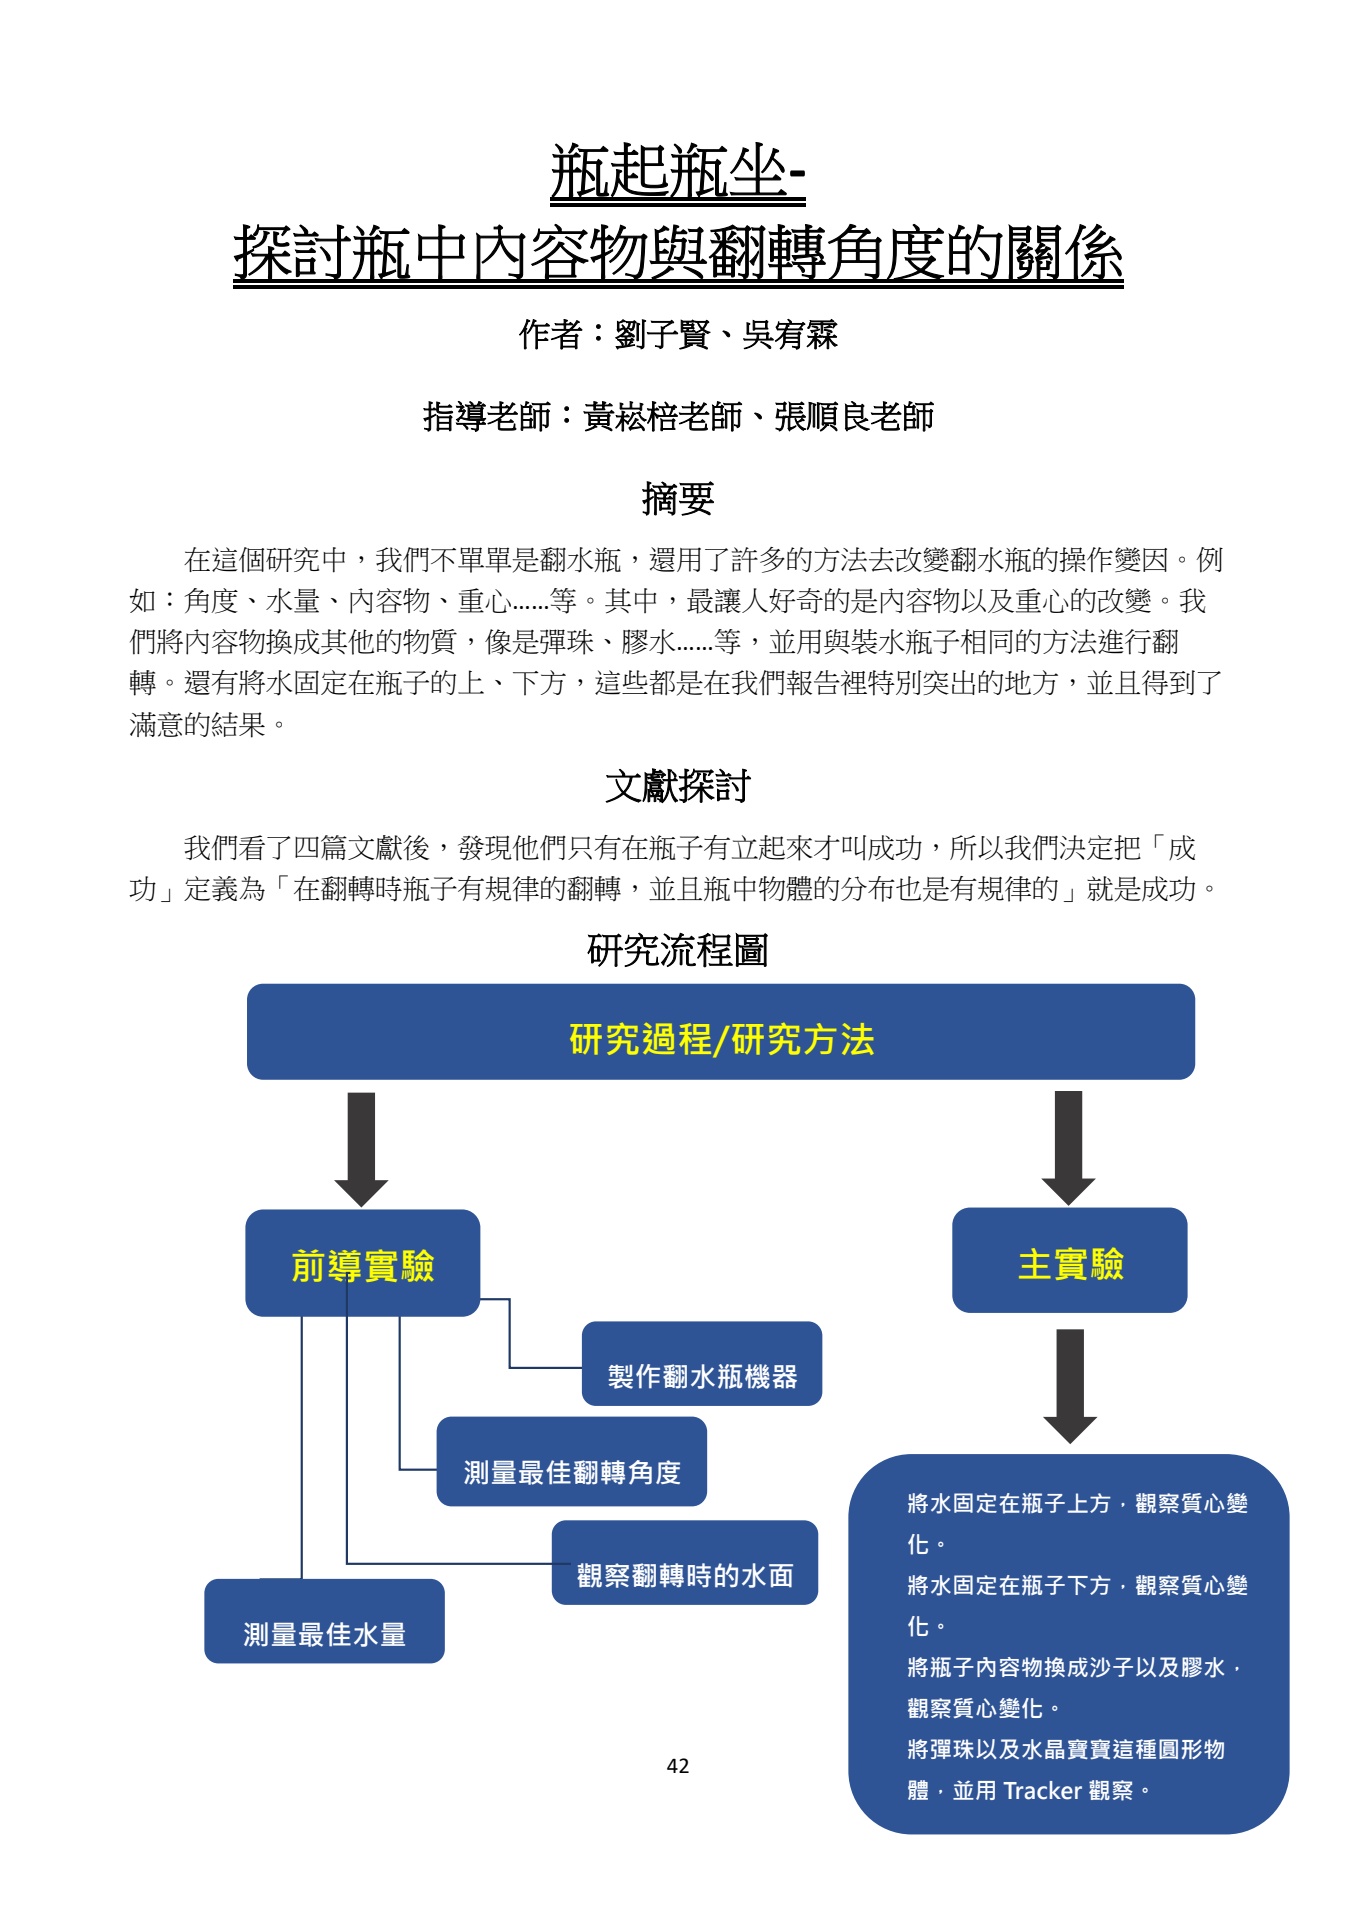 瓶起瓶坐-
探討瓶中內容物與翻轉角度的關係
作者：劉子賢、吳宥霖
指導老師：黃崧棓老師、張順良老師
摘要
在這個研究中，我們不單單是翻水瓶，還用了許多的方法去改變翻水瓶的操作變因。例
如：角度、水量、內容物、重心......等。其中，最讓人好奇的是內容物以及重心的改變。我
們將內容物換成其他的物質，像是彈珠、膠水......等，並用與裝水瓶子相同的方法進行翻
轉。還有將水固定在瓶子的上、下方，這些都是在我們報告裡特別突出的地方，並且得到了
滿意的結果。
文獻探討
我們看了四篇文獻後，發現他們只有在瓶子有立起來才叫成功，所以我們決定把「成
功」定義為「在翻轉時瓶子有規律的翻轉，並且瓶中物體的分布也是有規律的」就是成功。
研究流程圖
研究過程/研究方法
前導實驗
主實驗
製作翻水瓶機器
測量最佳翻轉角度
觀察翻轉時的水面
測量最佳水量
將水固定在瓶子上方，觀察質心變
化。
將水固定在瓶子下方，觀察質心變
化。
將瓶子內容物換成沙子以及膠水，
觀察質心變化。
將彈珠以及水晶寶寶這種圓形物
體，並用 Tracker 觀察。
42